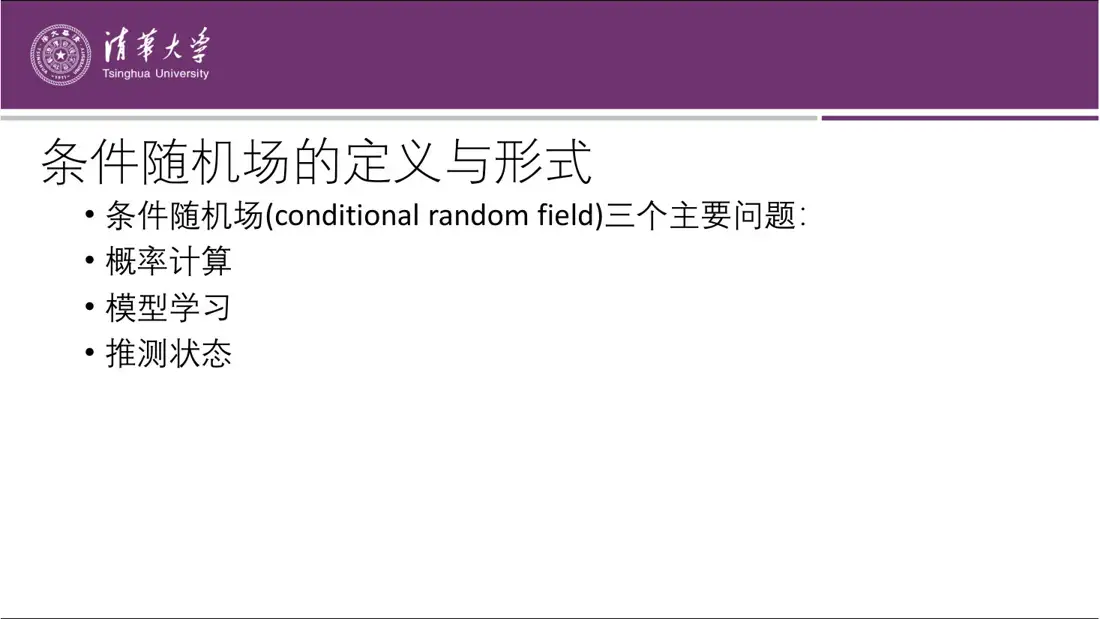 清华大学
Tsinghua University
条件随机场的定义与形式
• 条件随机场(conditional random field)三个主要问题:
• 概率计算
• 模型学习
• 推测状态